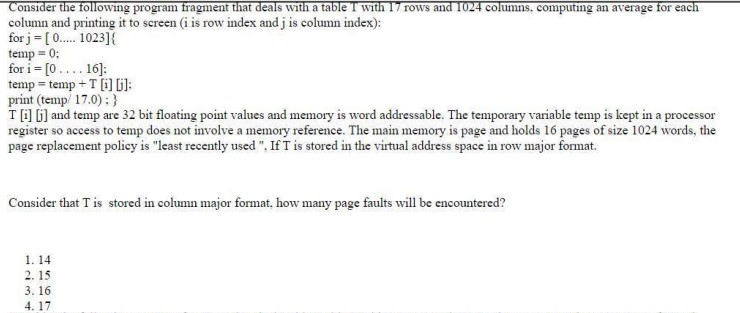 Consider the following program fragment that deals with a table T with 17 rows and 1024 columns, computing an average for each
column and printing it to screen (i is row index and j is column index):
for j = [ 0..... 1023]{
temp = 0;
for i = [0 . . . . 16];
temp = temp + T [i] [j];
print (temp/ 17.0) ; }
T [i] [j] and temp are 32 bit floating point values and memory is word addressable. The temporary variable temp is kept in a processor
register so access to temp does not involve a memory reference. The main memory is page and holds 16 pages of size 1024 words, the
page replacement policy is "least recently used ". If T is stored in the virtual address space in row major format.
Consider that T is stored in column major format, how many page faults will be encountered?
1. 14
2. 15
3. 16
4. 17